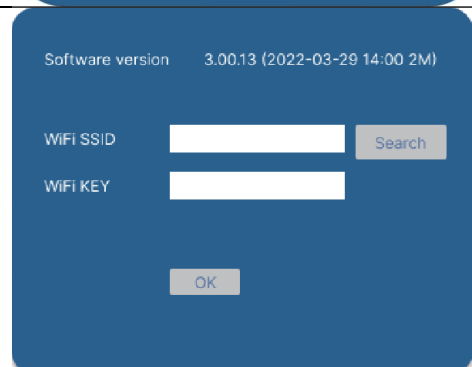 Software version 3.00.13 (2022-03-29 14:00 2M)
WiFi SSID Search
WiFi KEY
OK